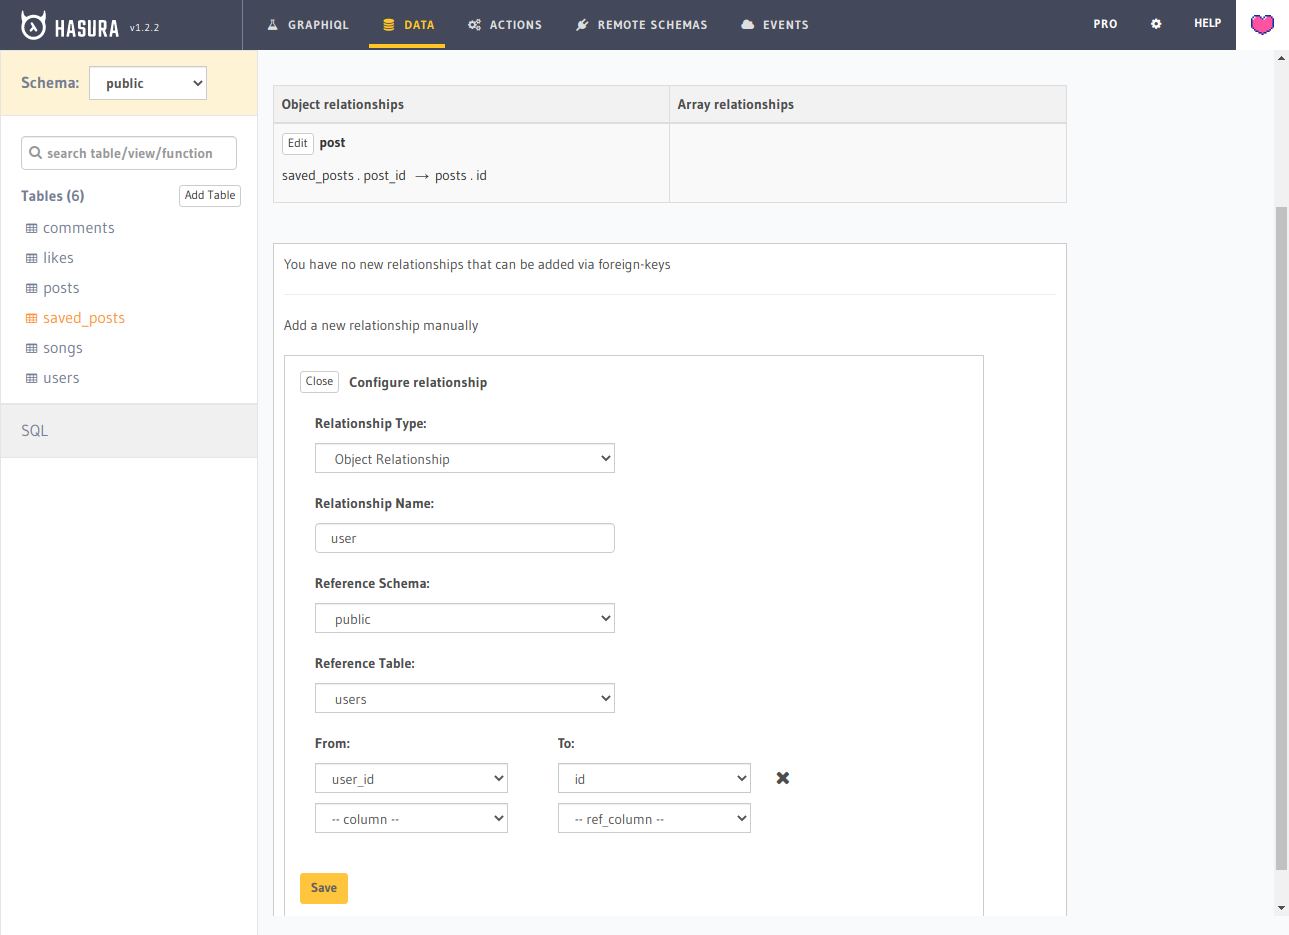 HASURA v1.2.2 GRAPHIQL DATA ACTIONS REMOTE SCHEMAS EVENTS PRO HELP
Schema: public
search table/view/function
Tables (6) Add Table
comments
likes
posts
saved_posts
songs
users
SQL
Object relationships Array relationships
Edit post
saved_posts . post_id → posts . id
You have no new relationships that can be added via foreign-keys
Add a new relationship manually
Close Configure relationship
Relationship Type:
Object Relationship
Relationship Name:
user
Reference Schema:
public
Reference Table:
users
From: To:
user_id id
-- column -- -- ref_column --
Save